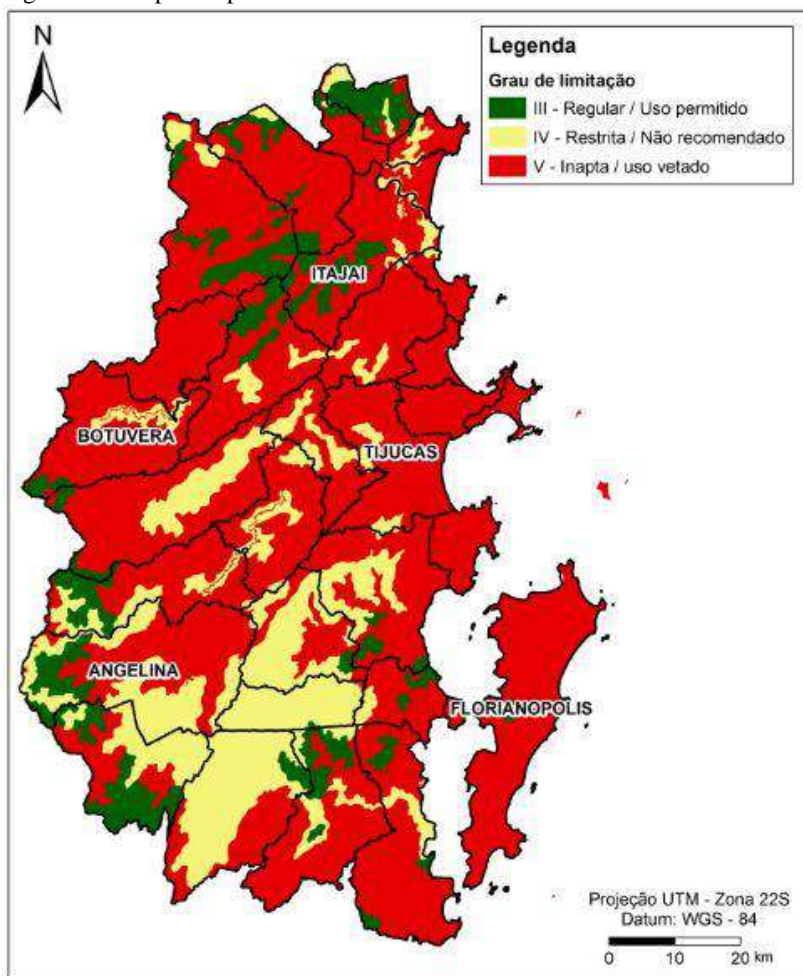 N
Legenda
Grau de limitação
III - Regular / Uso permitido
IV - Restrita / Não recomendado
V - Inapta / uso vetado
ITAJAI
BOTUVERA
TIJUCAS
ANGELINA
FLORIANOPOLIS
Projeção UTM - Zona 22S
Datum: WGS - 84
0 10 20 km